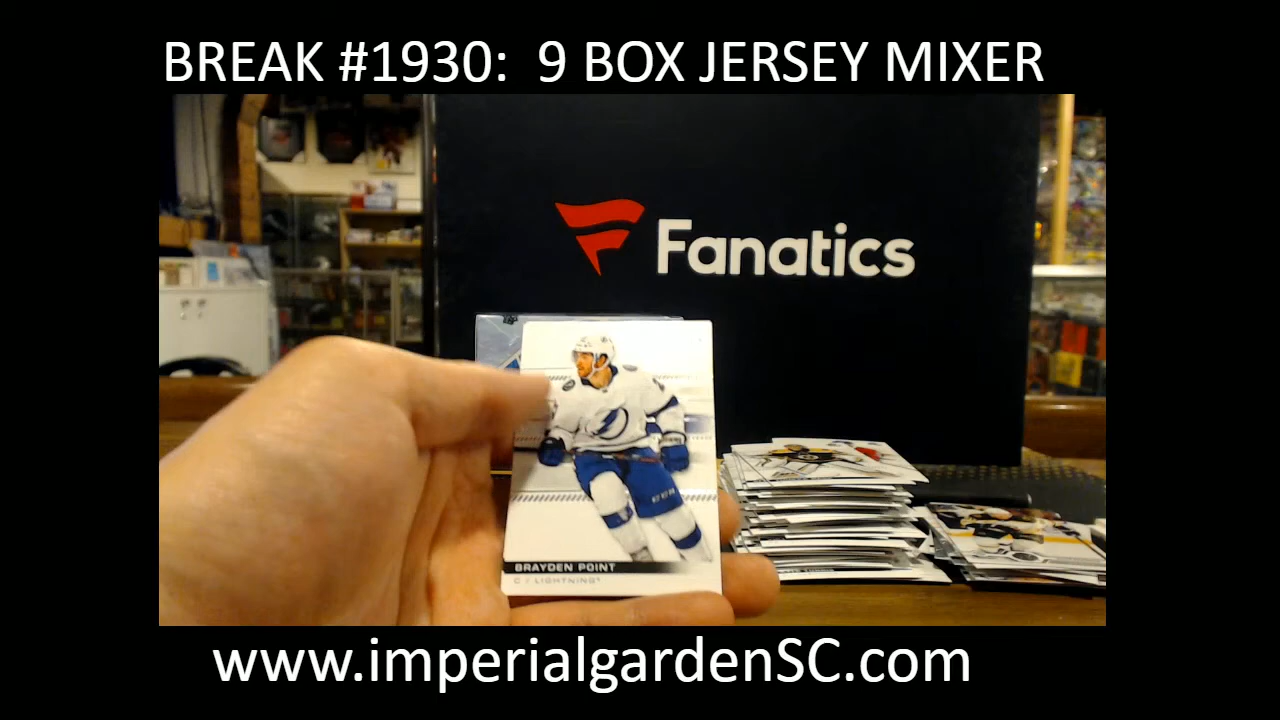 BREAK #1930:  9 BOX JERSEY MIXER
Fanatics
BRAYDEN POINT
C / LIGHTNING
www.imperialgardenSC.com